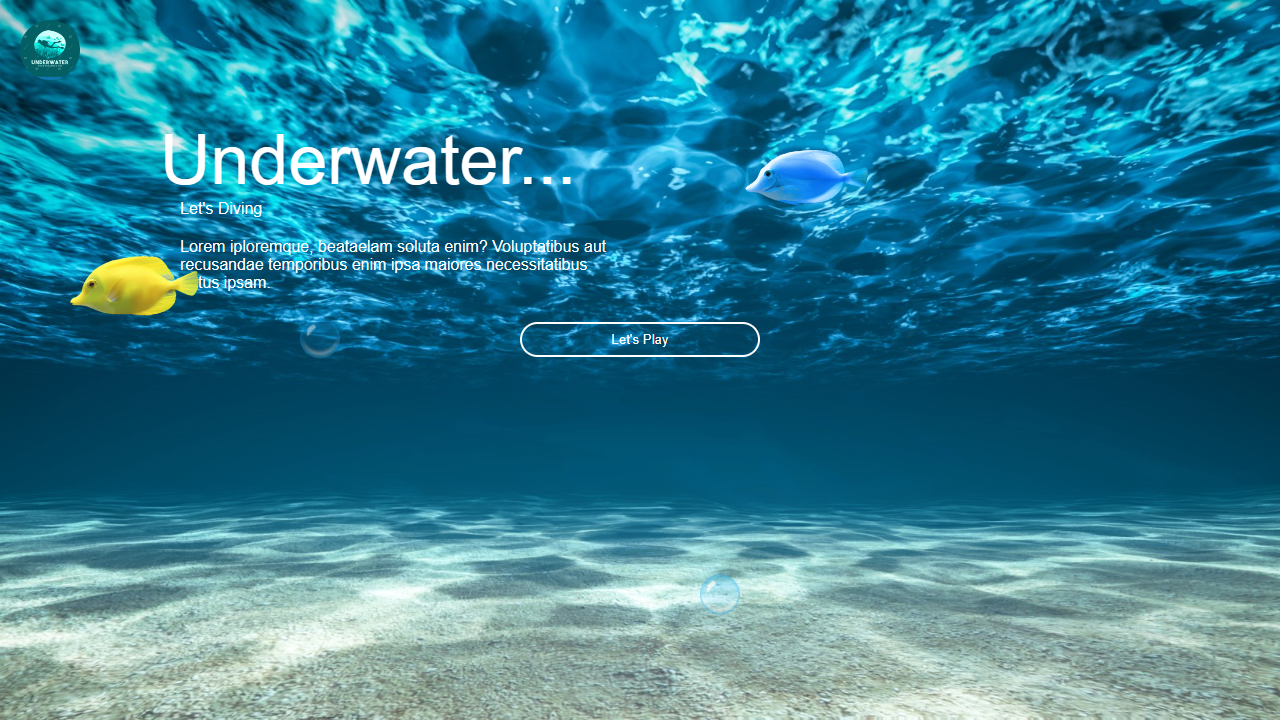 UNDERWATER
Underwater...
Let's Diving
Lorem iploremque, beataelam soluta enim? Voluptatibus aut
recusandae temporibus enim ipsa maiores necessitatibus
tus ipsam.
Let's Play